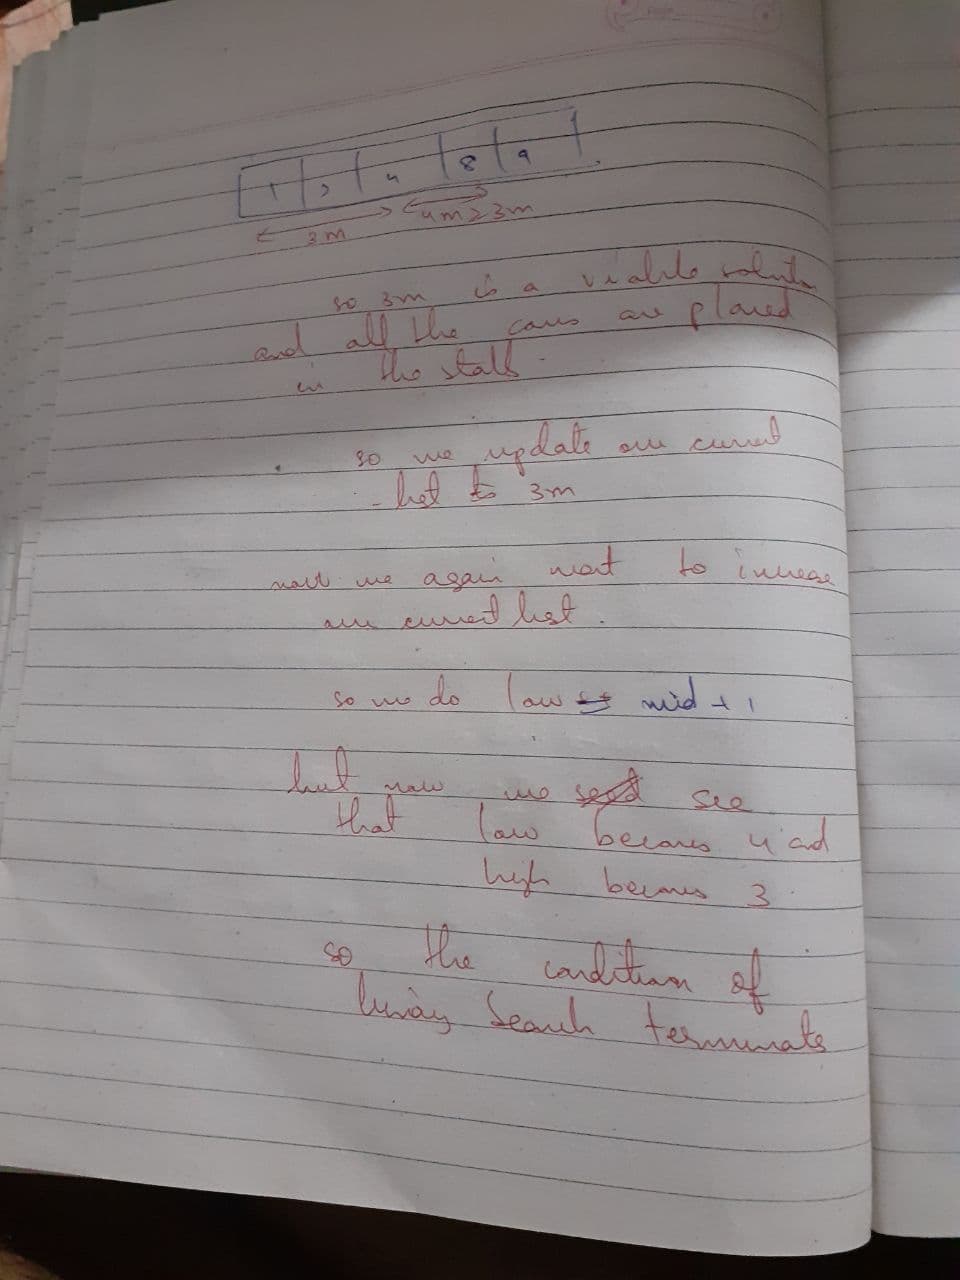 1 2 4 8 9
3m 4m ≥ 3m
so 3m is a viable solution
and all the cows are placed
in the stalls.
so we update our current
best to 3m
now we again want to increase
our current best.
so we do low = mid + 1
but now we see
that low becomes 4 and
high becomes 3
so the condition of
binary Search terminates